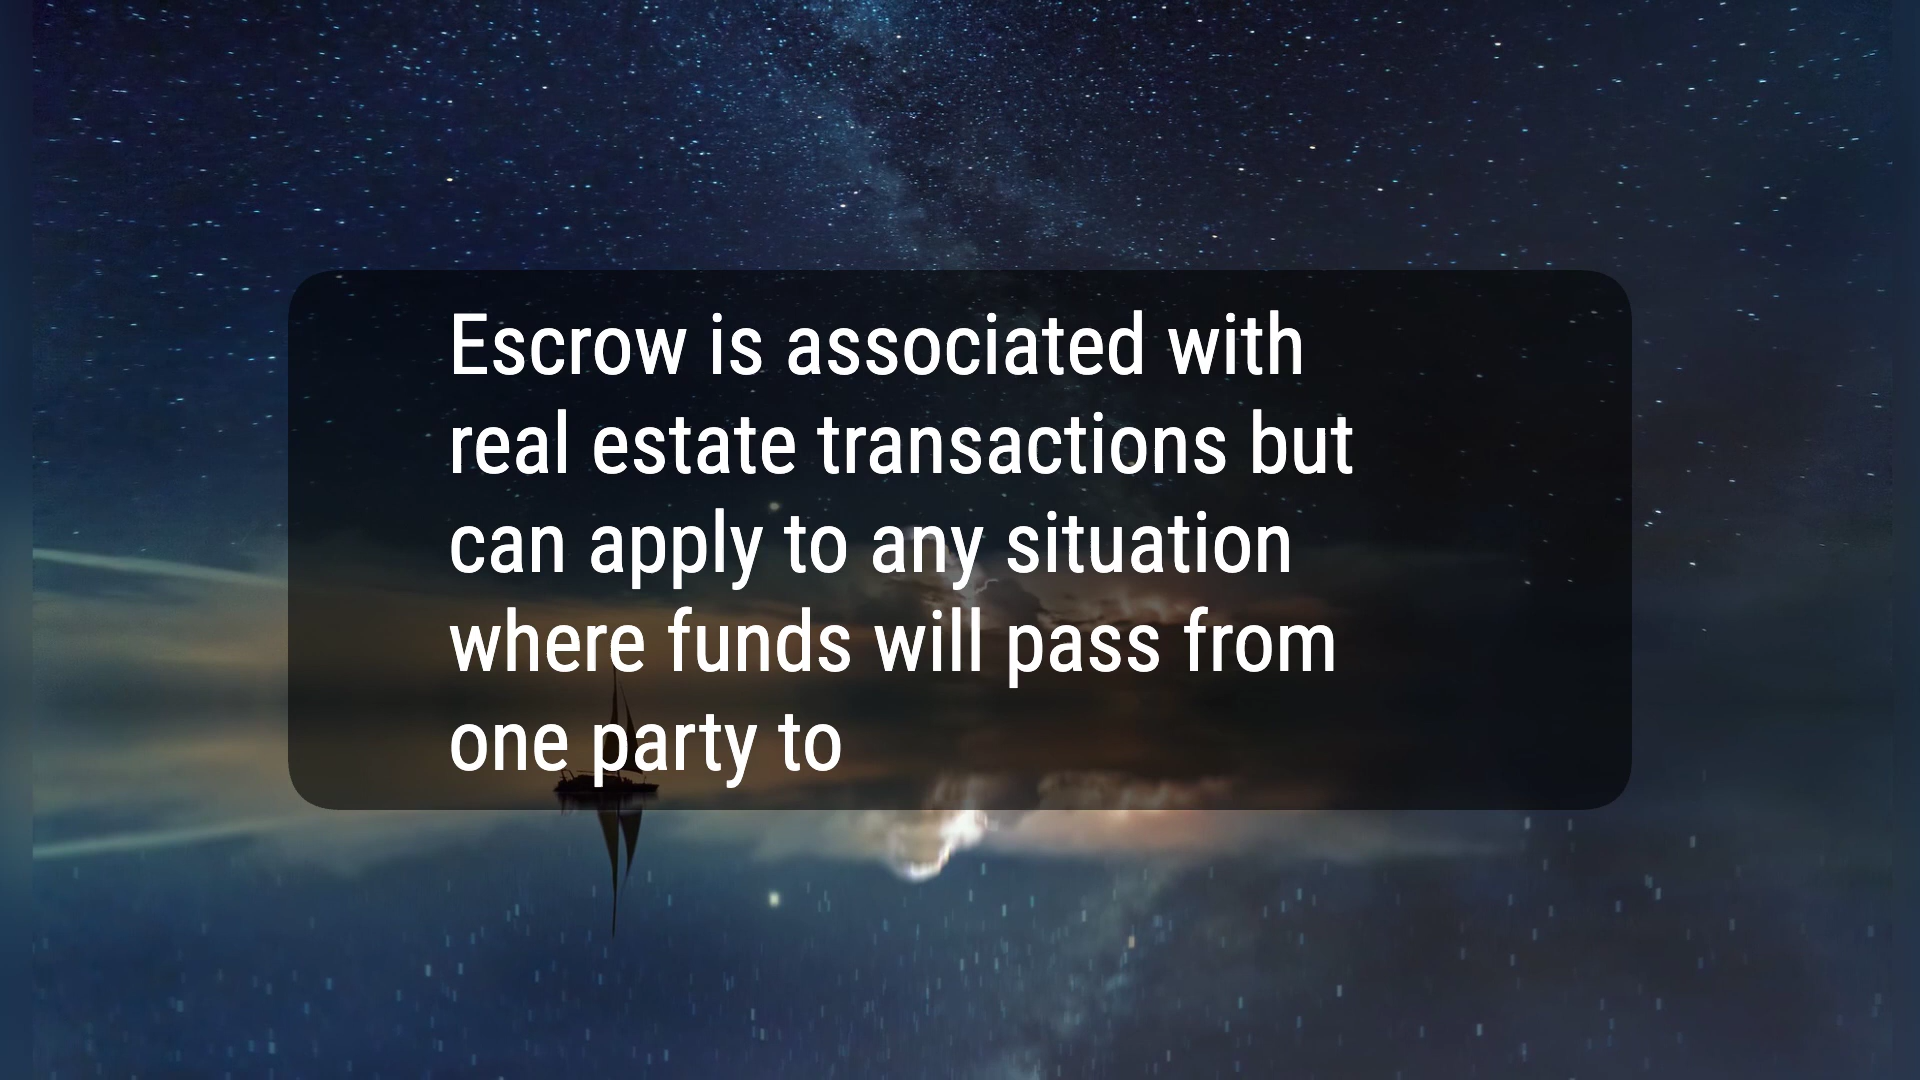 Escrow is associated with
real estate transactions but
can apply to any situation
where funds will pass from
one party to